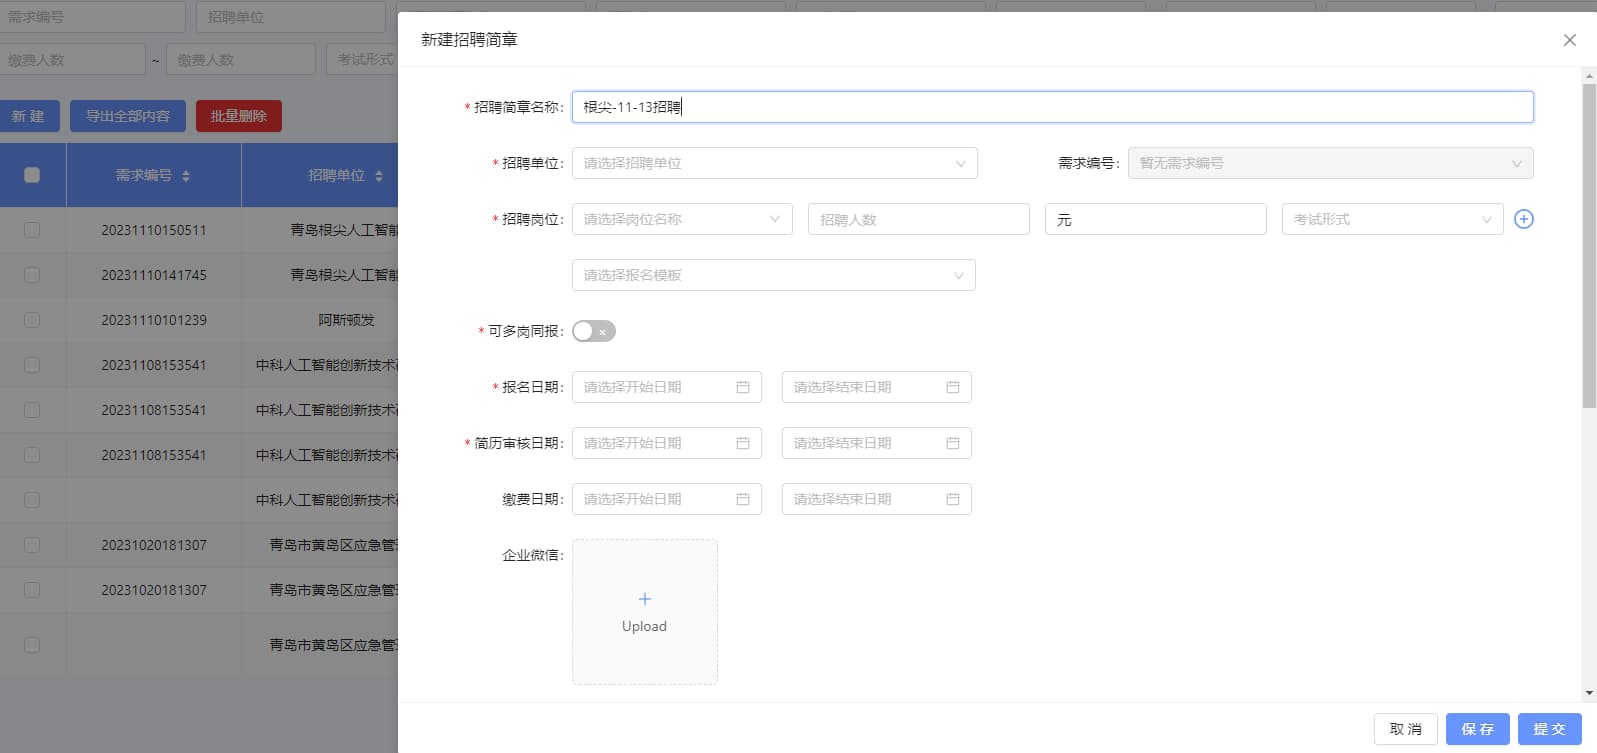 需求编号 招聘单位
新建招聘简章
缴费人数 ~ 缴费人数 考试形式
* 招聘简章名称: 根尖-11-13招聘
新 建 导出全部内容 批量删除
* 招聘单位: 请选择招聘单位 需求编号: 暂无需求编号
需求编号 招聘单位
* 招聘岗位: 请选择岗位名称 招聘人数 元 考试形式
20231110150511 青岛根尖人工智能
20231110141745 青岛根尖人工智能
请选择报名模板
20231110101239 阿斯顿发
* 可多岗同报:
20231108153541 中科人工智能创新技术
* 报名日期: 请选择开始日期 请选择结束日期
20231108153541 中科人工智能创新技术
* 简历审核日期: 请选择开始日期 请选择结束日期
20231108153541 中科人工智能创新技术
缴费日期: 请选择开始日期 请选择结束日期
中科人工智能创新技术
20231020181307 青岛市黄岛区应急管
企业微信:
20231020181307 青岛市黄岛区应急管
Upload
青岛市黄岛区应急管
取 消 保 存 提 交